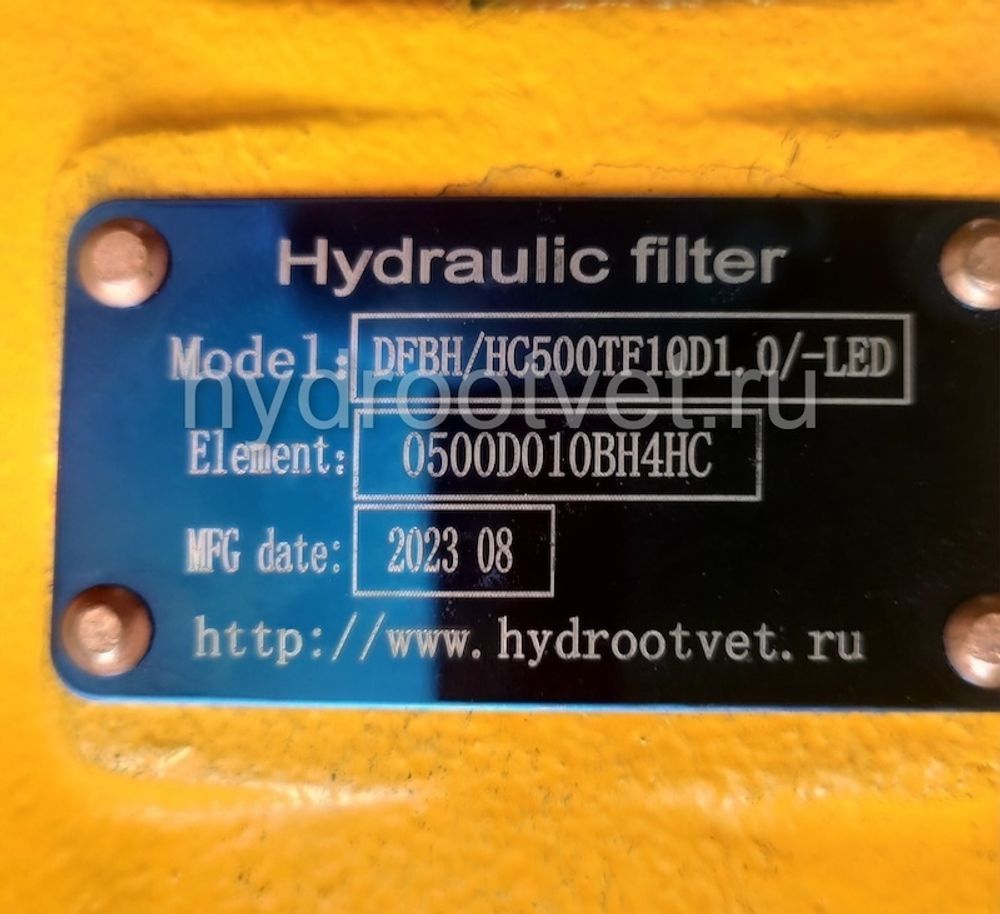 Hydraulic filter
Model: DFBH/HC500TF10D1.0/-LED
hydrootvet.ru
Element: 0500D010BH4HC
MFG date: 2023 08
http://www.hydrootvet.ru